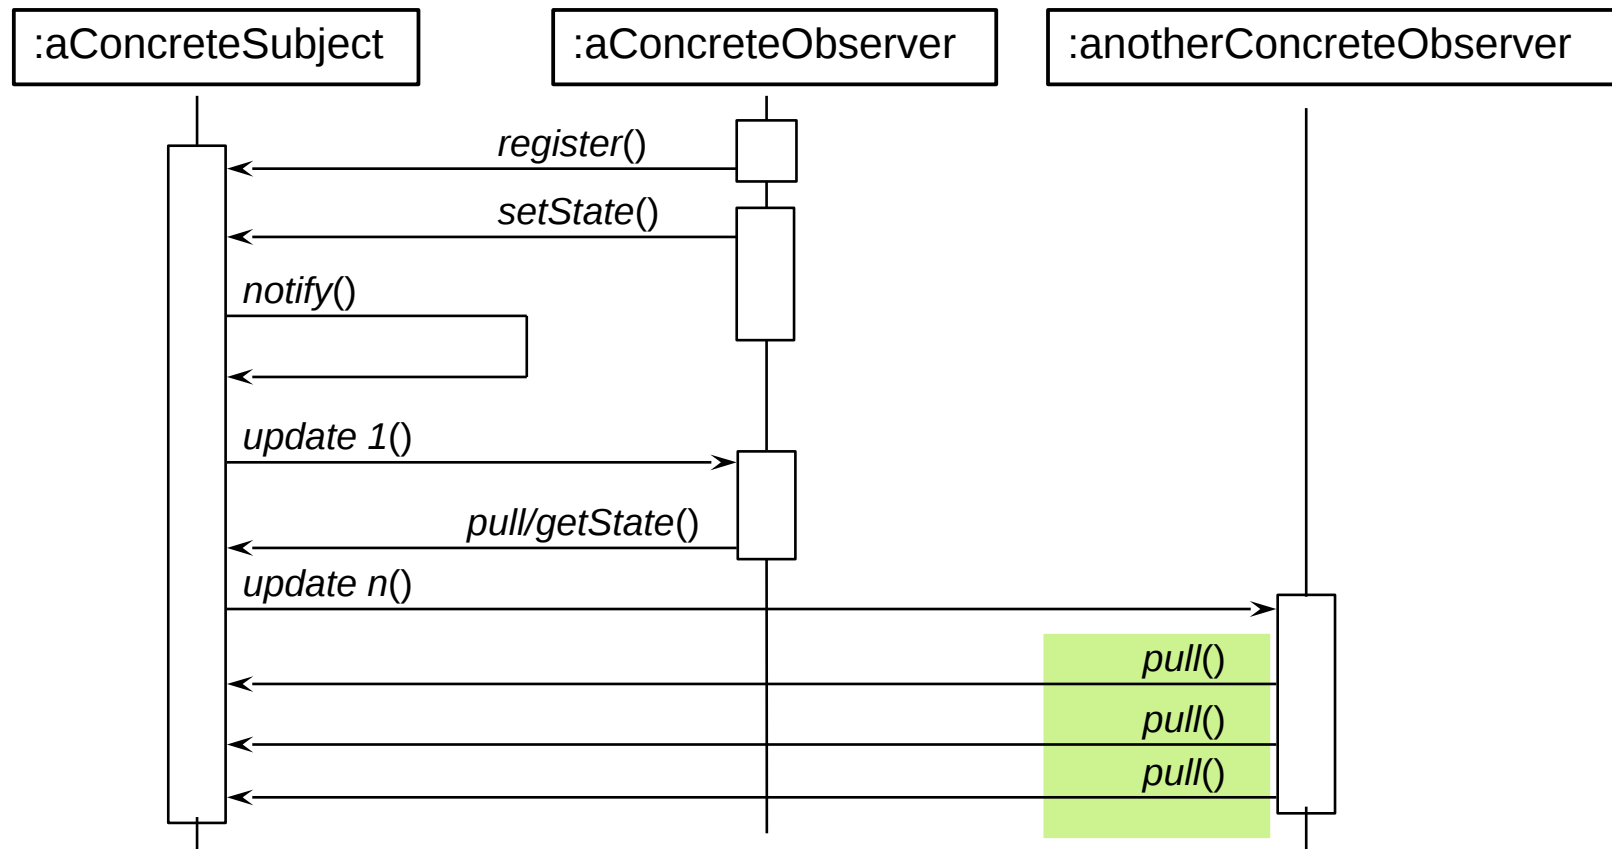 :aConcreteSubject
:aConcreteObserver
:anotherConcreteObserver
register()
setState()
notify()
update 1()
pull/getState()
update n()
pull()
pull()
pull()